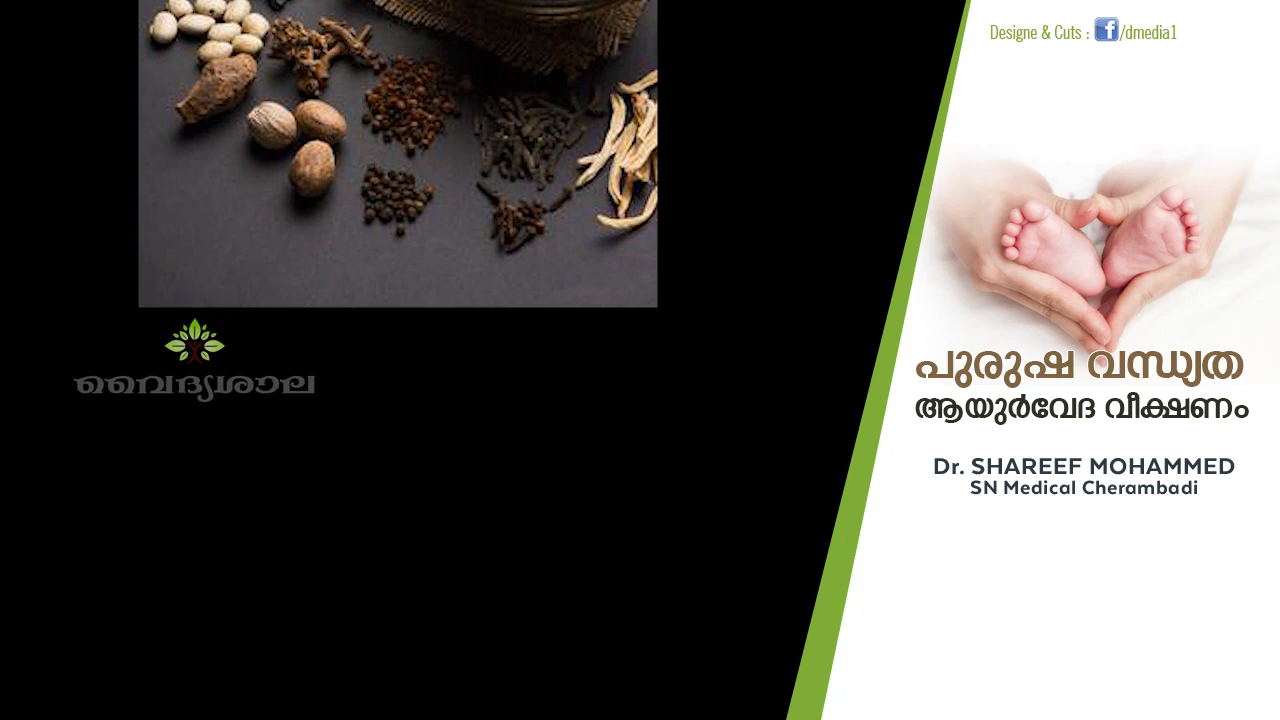 Designe & Cuts : f /dmedia1
പുരുഷ വന്ധ്യത
ആയുർവേദ വീക്ഷണം
Dr. SHAREEF MOHAMMED
SN Medical Cherambadi
വൈദ്യശാല